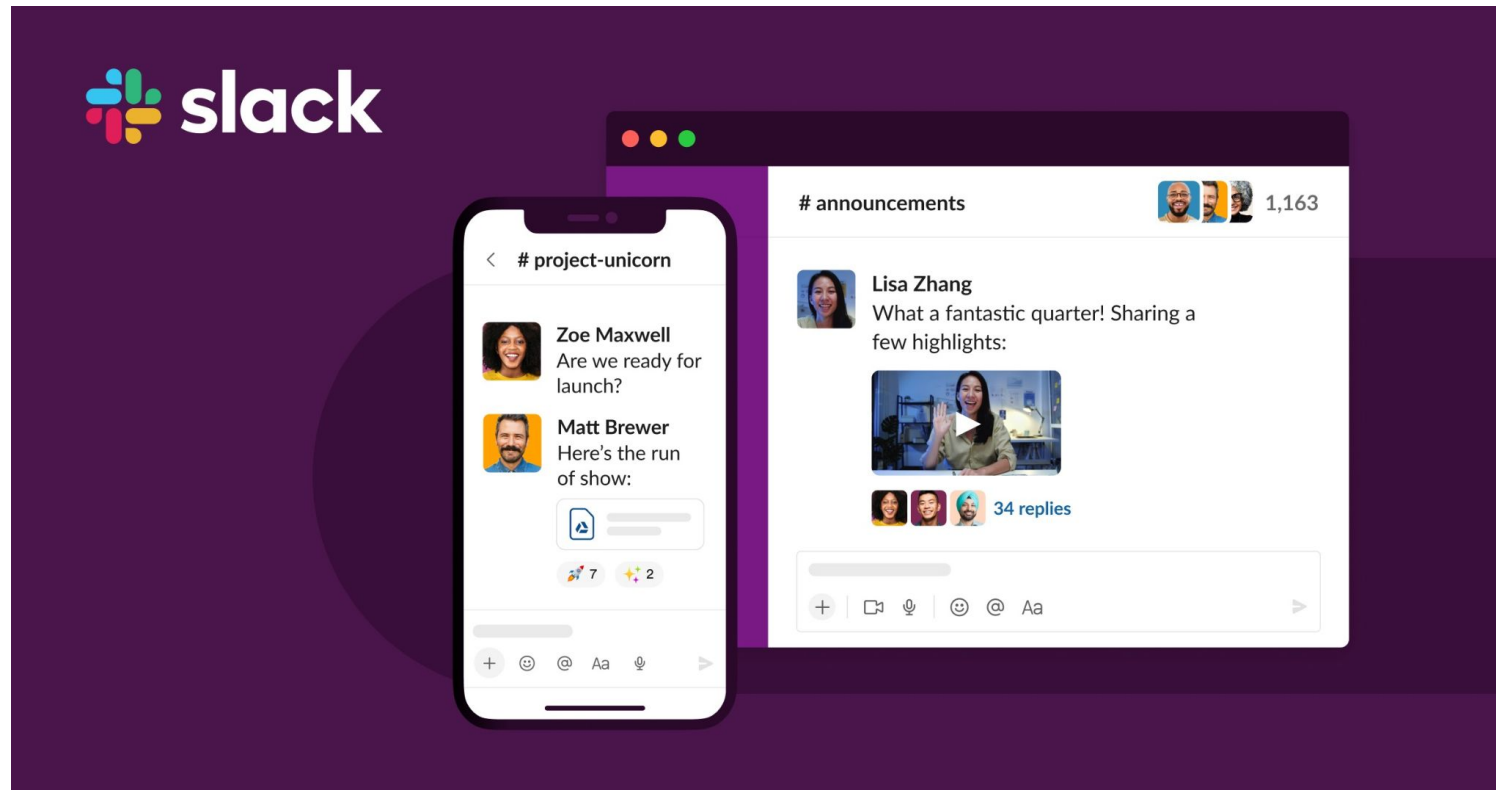 slack
# project-unicorn
Zoe Maxwell
Are we ready for
launch?
Matt Brewer
Here's the run
of show:
7
2
@ Aa
# announcements
1,163
Lisa Zhang
What a fantastic quarter! Sharing a
few highlights:
34 replies
@ Aa